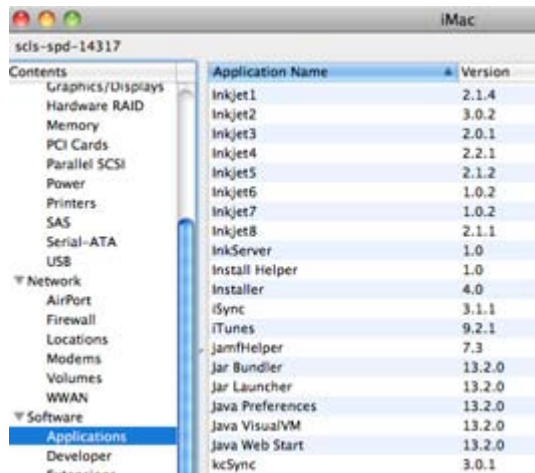 iMac
scls-spd-14317
Contents
Graphics/Displays
Hardware RAID
Memory
PCI Cards
Parallel SCSI
Power
Printers
SAS
Serial-ATA
USB
Network
AirPort
Firewall
Locations
Modems
Volumes
WWAN
Software
Applications
Developer
Extensions
Application Name Version
Inkjet1 2.1.4
Inkjet2 3.0.2
Inkjet3 2.0.1
Inkjet4 2.2.1
Inkjet5 2.1.2
Inkjet6 1.0.2
Inkjet7 1.0.2
Inkjet8 2.1.1
InkServer 1.0
Install Helper 1.0
Installer 4.0
iSync 3.1.1
iTunes 9.2.1
jamfHelper 7.3
Jar Bundler 13.2.0
Jar Launcher 13.2.0
Java Preferences 13.2.0
Java VisualVM 13.2.0
Java Web Start 13.2.0
kcSync 3.0.1